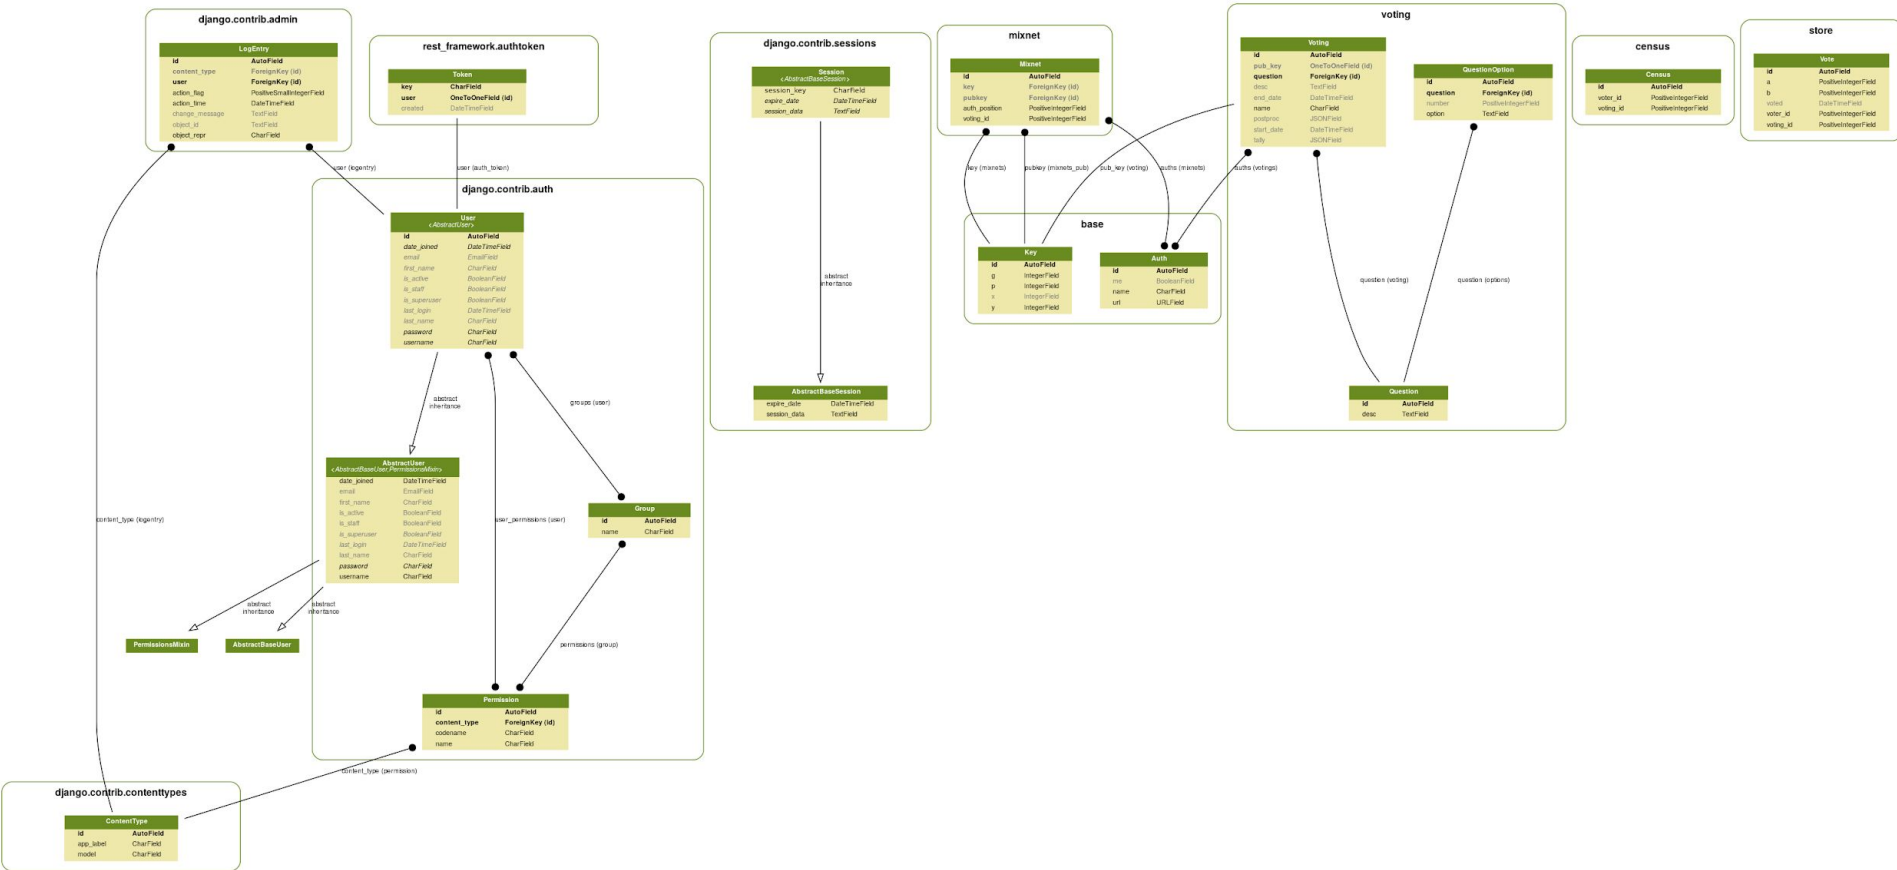 django.contrib.admin
LogEntry
id AutoField
content_type ForeignKey (id)
user ForeignKey (id)
action_flag PositiveSmallIntegerField
action_time DateTimeField
change_message TextField
object_id TextField
object_repr CharField
rest_framework.authtoken
Token
key CharField
user OneToOneField (id)
created DateTimeField
user (logentry)
user (auth_token)
django.contrib.auth
User
<AbstractUser>
id AutoField
date_joined DateTimeField
email EmailField
first_name CharField
is_active BooleanField
is_staff BooleanField
is_superuser BooleanField
last_login DateTimeField
last_name CharField
password CharField
username CharField
abstract
inheritance
groups (user)
AbstractUser
<AbstractBaseUser,PermissionsMixin>
date_joined DateTimeField
email EmailField
first_name CharField
is_active BooleanField
is_staff BooleanField
is_superuser BooleanField
last_login DateTimeField
last_name CharField
password CharField
username CharField
content_type (logentry)
user_permissions (user)
Group
id AutoField
name CharField
abstract
inheritance
abstract
inheritance
PermissionsMixin
AbstractBaseUser
permissions (group)
Permission
id AutoField
content_type ForeignKey (id)
codename CharField
name CharField
content_type (permission)
django.contrib.contenttypes
ContentType
id AutoField
app_label CharField
model CharField
django.contrib.sessions
Session
<AbstractBaseSession>
session_key CharField
expire_date DateTimeField
session_data TextField
abstract
inheritance
AbstractBaseSession
expire_date DateTimeField
session_data TextField
mixnet
Mixnet
id AutoField
key ForeignKey (id)
pubkey ForeignKey (id)
auth_position PositiveIntegerField
voting_id PositiveIntegerField
key (mixnets)
pubkey (mixnets_pub)
pub_key (voting)
auths (mixnets)
auths (votings)
base
Key
id AutoField
g IntegerField
p IntegerField
x IntegerField
y IntegerField
Auth
id AutoField
me BooleanField
name CharField
url URLField
voting
Voting
id AutoField
pub_key OneToOneField (id)
question ForeignKey (id)
desc TextField
end_date DateTimeField
name CharField
postproc JSONField
start_date DateTimeField
tally JSONField
QuestionOption
id AutoField
question ForeignKey (id)
number PositiveIntegerField
option TextField
question (voting)
question (options)
Question
id AutoField
desc TextField
census
Census
id AutoField
voter_id PositiveIntegerField
voting_id PositiveIntegerField
store
Vote
id AutoField
a PositiveIntegerField
b PositiveIntegerField
voted DateTimeField
voter_id PositiveIntegerField
voting_id PositiveIntegerField